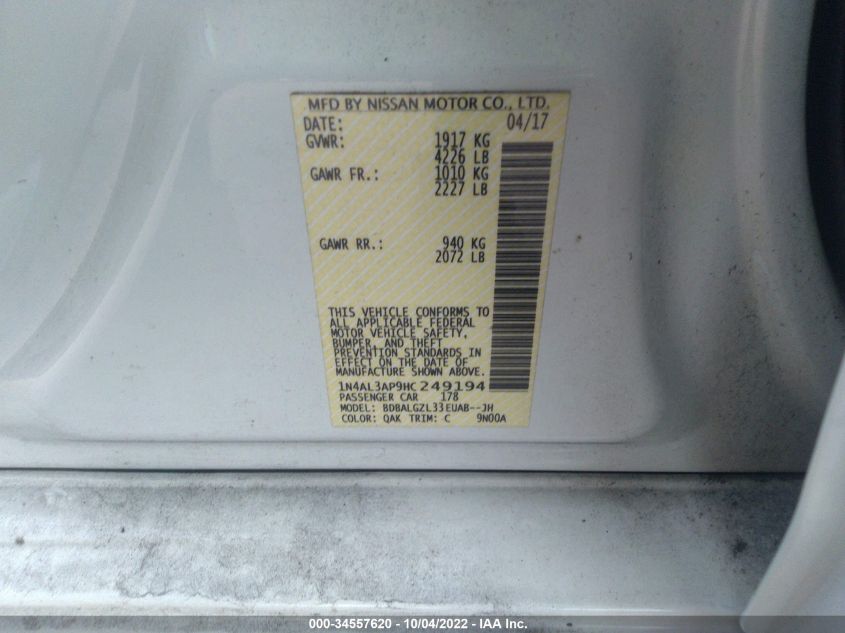 MFD BY NISSAN MOTOR CO., LTD.
DATE: 04/17
GVWR: 1917 KG
4226 LB
GAWR FR.: 1010 KG
2227 LB
GAWR RR.: 940 KG
2072 LB
THIS VEHICLE CONFORMS TO
ALL APPLICABLE FEDERAL
MOTOR VEHICLE SAFETY,
BUMPER, AND THEFT
PREVENTION STANDARDS IN
EFFECT ON THE DATE OF
MANUFACTURE SHOWN ABOVE.
1N4AL3AP9HC249194
PASSENGER CAR 178
MODEL: BDBALGZL33EUAB--JH
COLOR: QAK TRIM: C 9N00A
000-34557620 - 10/04/2022 - IAA Inc.